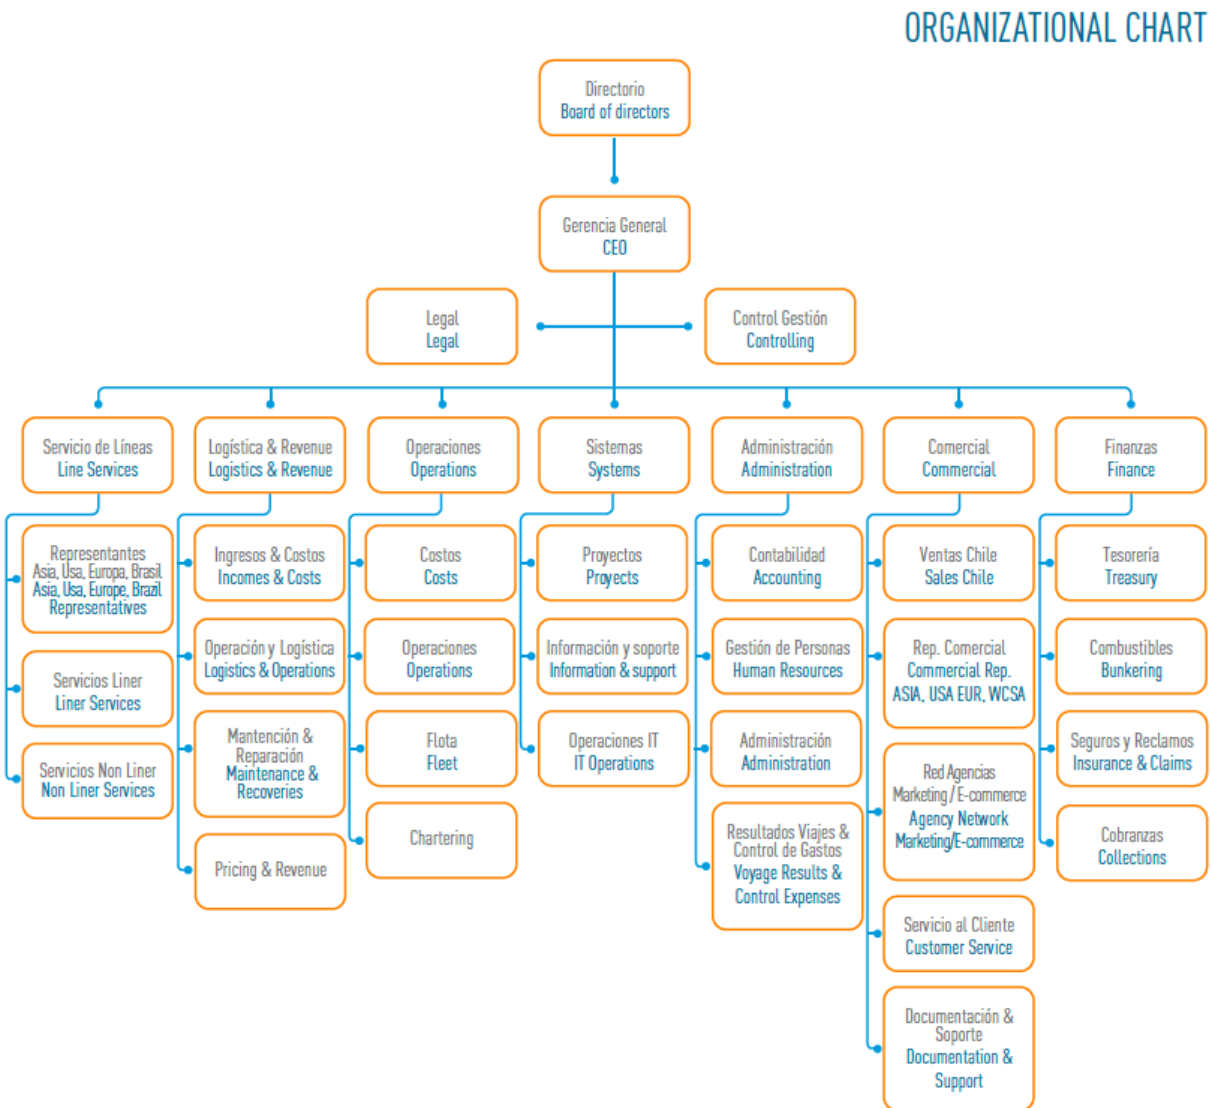 ORGANIZATIONAL CHART
Directorio
Board of directors
Gerencia General
CEO
Legal
Legal
Control Gestión
Controlling
Servicio de Líneas
Line Services
Logística & Revenue
Logistics & Revenue
Operaciones
Operations
Sistemas
Systems
Administración
Administration
Comercial
Commercial
Finanzas
Finance
Representantes
Asia, Usa, Europa, Brasil
Asia, Usa, Europe, Brazil
Representatives
Servicios Liner
Liner Services
Servicios Non Liner
Non Liner Services
Ingresos & Costos
Incomes & Costs
Operación y Logística
Logistics & Operations
Mantención &
Reparación
Maintenance &
Recoveries
Pricing & Revenue
Costos
Costs
Operaciones
Operations
Flota
Fleet
Chartering
Proyectos
Proyects
Información y soporte
Information & support
Operaciones IT
IT Operations
Contabilidad
Accounting
Gestión de Personas
Human Resources
Administración
Administration
Resultados Viajes &
Control de Gastos
Voyage Results &
Control Expenses
Ventas Chile
Sales Chile
Rep. Comercial
Commercial Rep.
ASIA, USA EUR, WCSA
Red Agencias
Marketing / E-commerce
Agency Network
Marketing/E-commerce
Servicio al Cliente
Customer Service
Documentación &
Soporte
Documentation &
Support
Tesorería
Treasury
Combustibles
Bunkering
Seguros y Reclamos
Insurance & Claims
Cobranzas
Collections